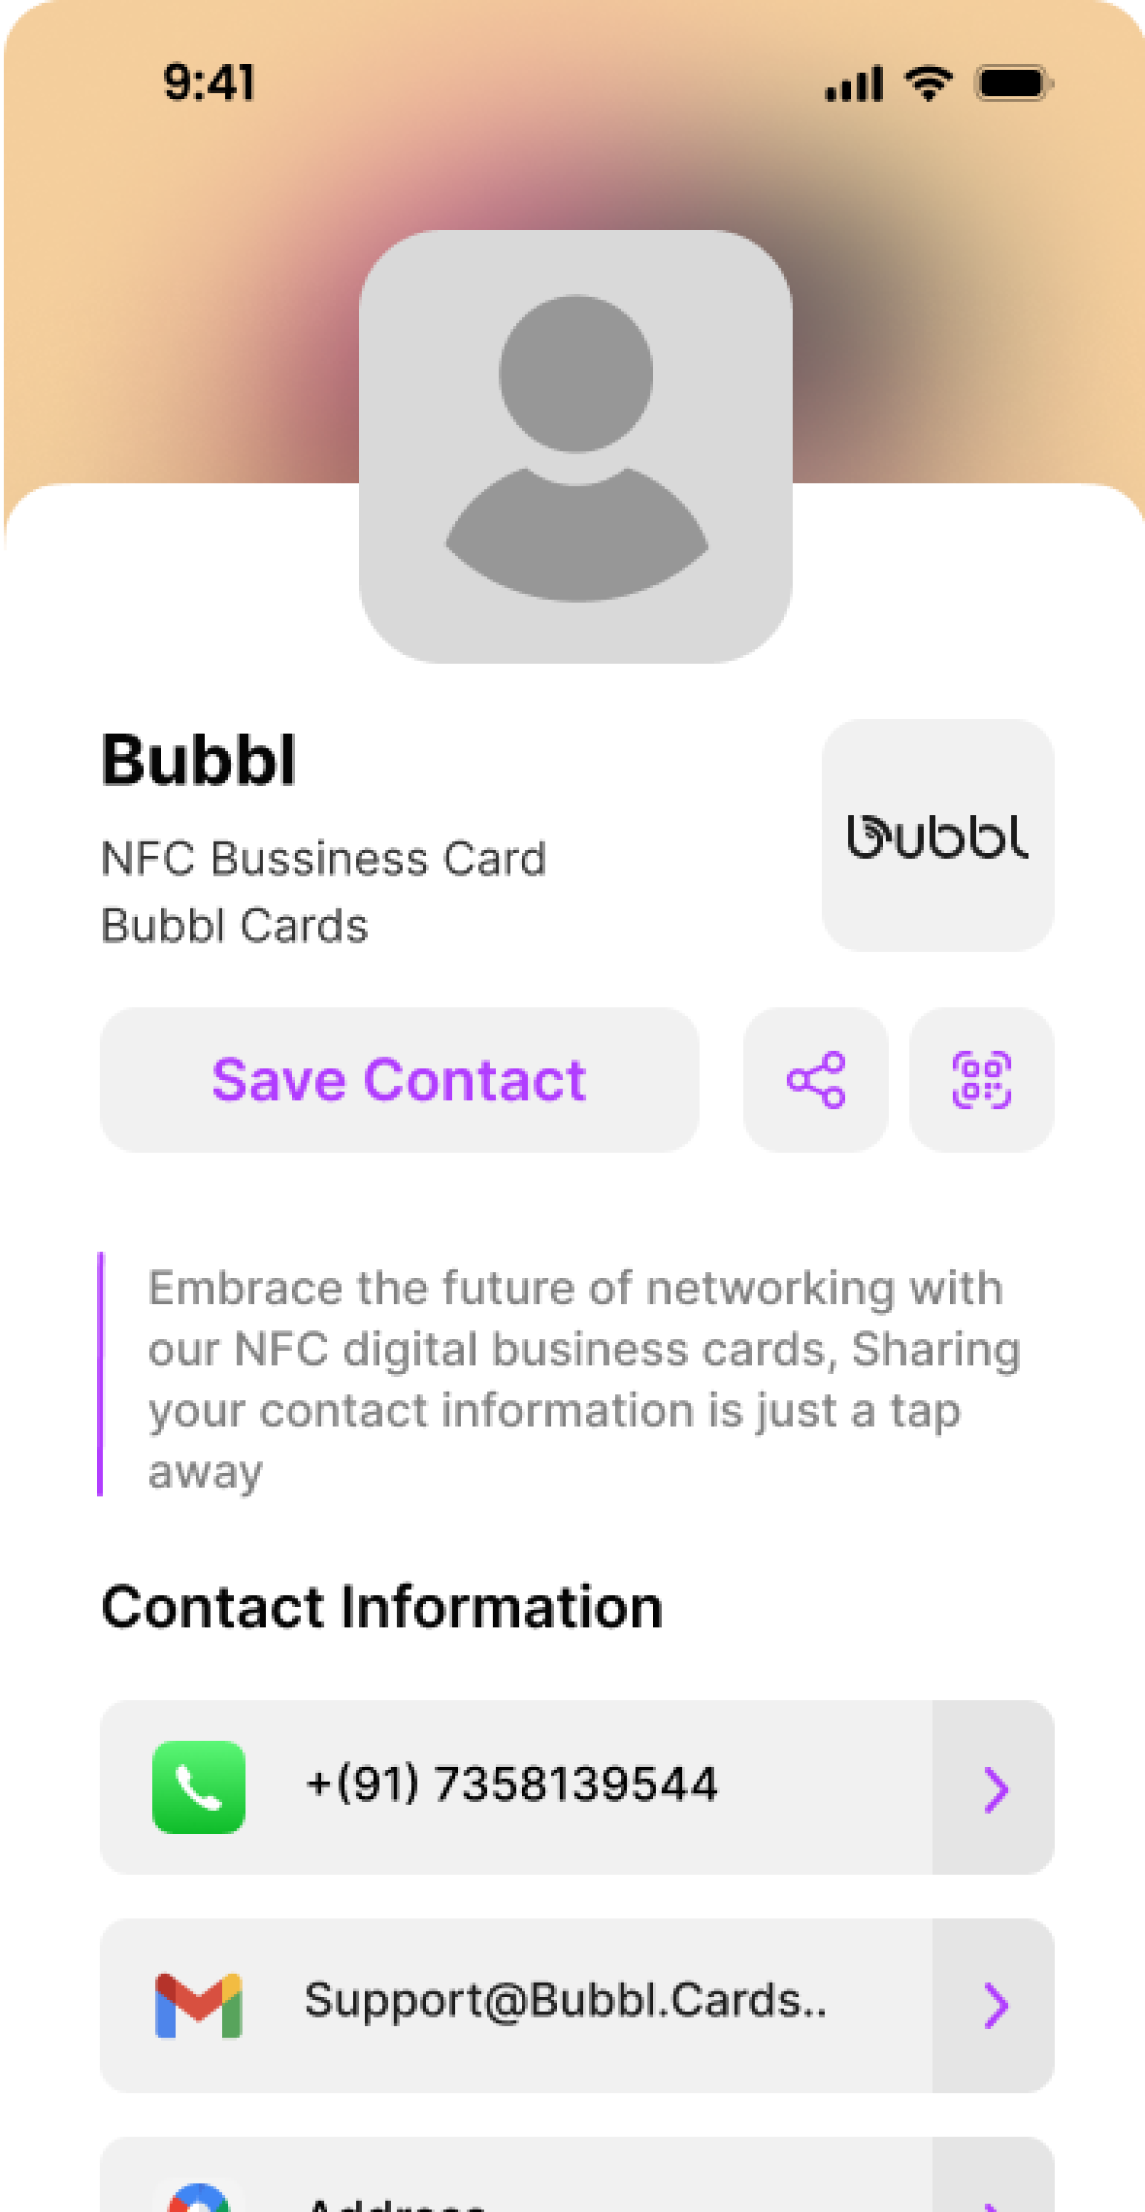 9:41
Bubbl
bubbl
NFC Bussiness Card
Bubbl Cards
Save Contact
Embrace the future of networking with
our NFC digital business cards, Sharing
your contact information is just a tap
away
Contact Information
+(91) 7358139544
Support@Bubbl.Cards..
Address